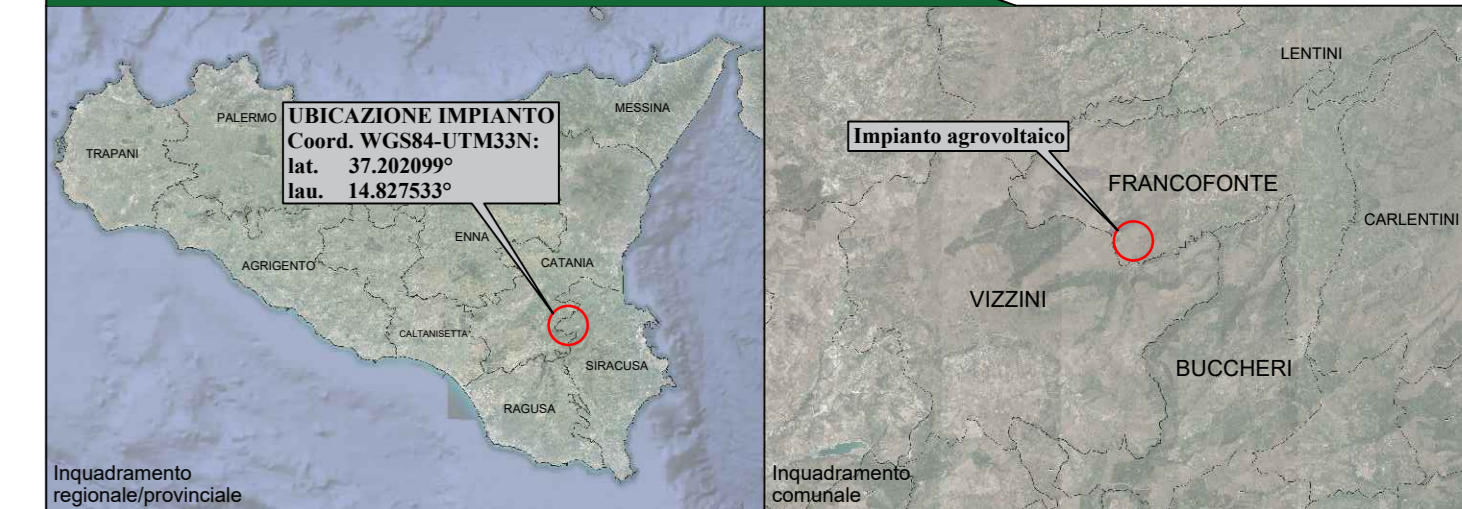 PALERMO
MESSINA
TRAPANI
UBICAZIONE IMPIANTO
Coord. WGS84-UTM33N:
lat. 37.202099°
lau. 14.827533°
ENNA
AGRIGENTO
CATANIA
CALTANISETTA
SIRACUSA
RAGUSA
Inquadramento
regionale/provinciale
LENTINI
Impianto agrovoltaico
FRANCOFONTE
CARLENTINI
VIZZINI
BUCCHERI
Inquadramento
comunale